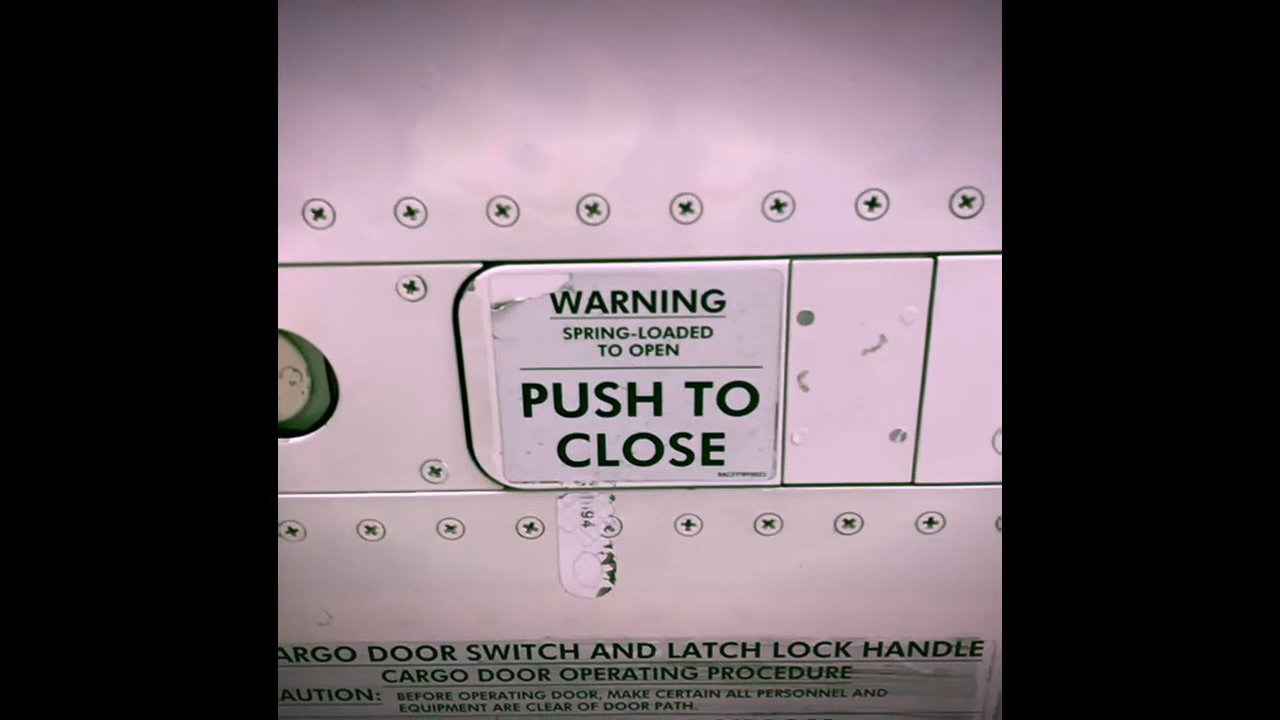 WARNING
SPRING-LOADED
TO OPEN
PUSH TO
CLOSE
94
ARGO DOOR SWITCH AND LATCH LOCK HANDLE
CARGO DOOR OPERATING PROCEDURE
AUTION: BEFORE OPERATING DOOR, MAKE CERTAIN ALL PERSONNEL AND
EQUIPMENT ARE CLEAR OF DOOR PATH.